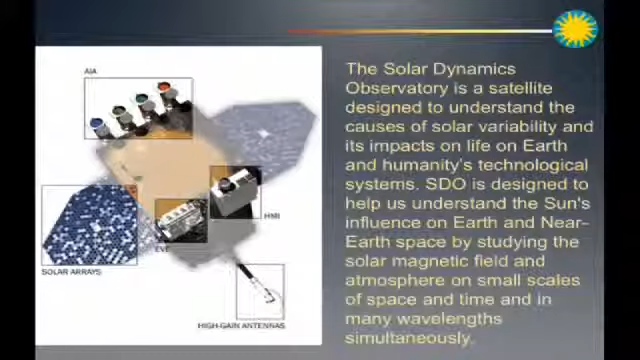 AIA
HMI
EVE
SOLAR ARRAYS
HIGH-GAIN ANTENNAS
The Solar Dynamics
Observatory is a satellite
designed to understand the
causes of solar variability and
its impacts on life on Earth
and humanity's technological
systems. SDO is designed to
help us understand the Sun's
influence on Earth and Near-
Earth space by studying the
solar magnetic field and
atmosphere on small scales
of space and time and in
many wavelengths
simultaneously.